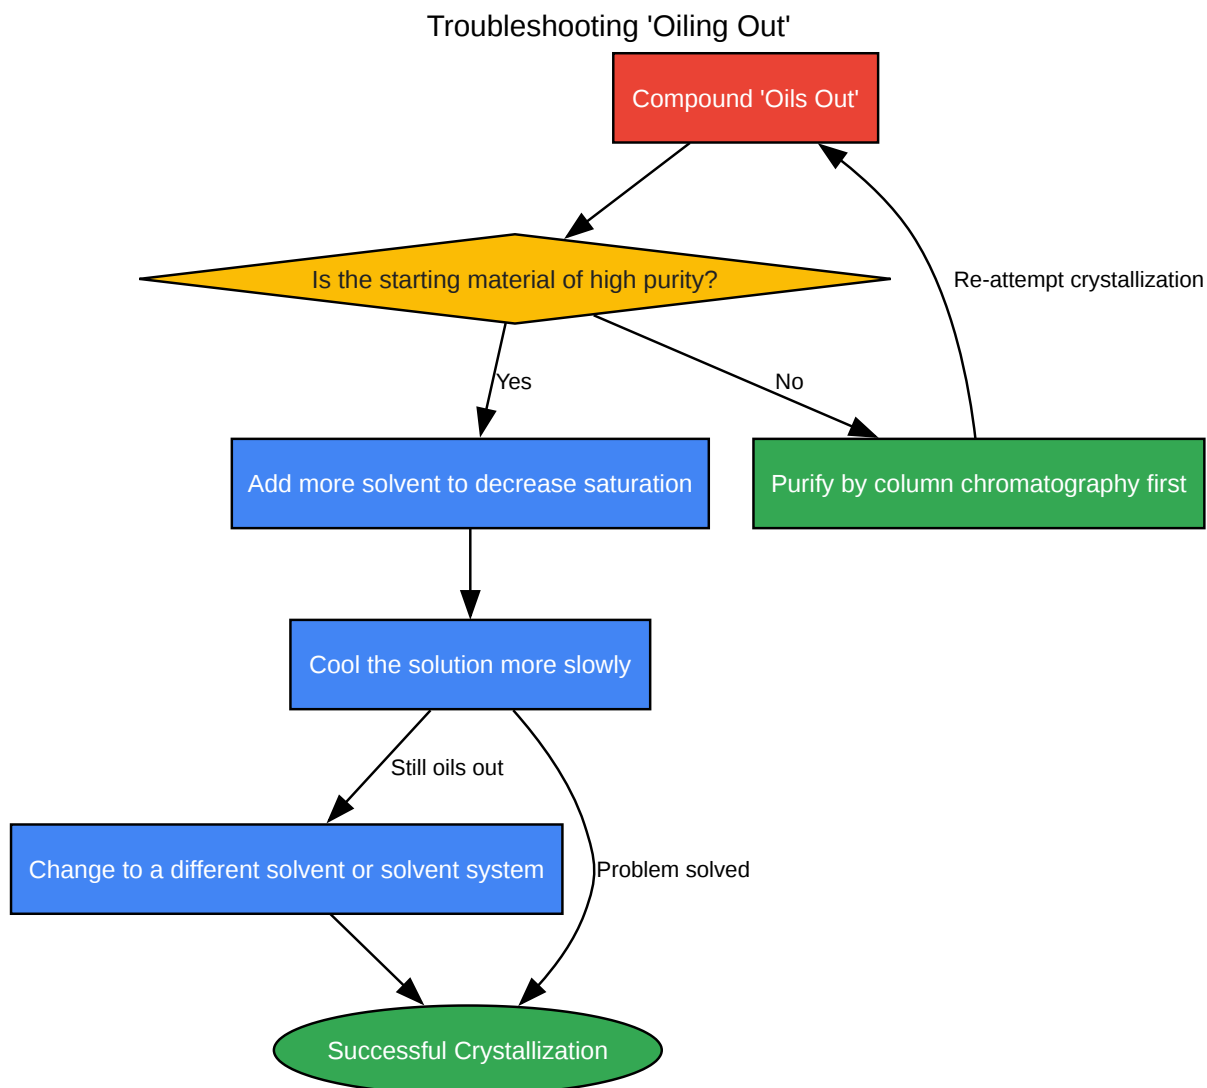 Troubleshooting 'Oiling Out'
Compound 'Oils Out'
Is the starting material of high purity?
Re-attempt crystallization
Yes
No
Add more solvent to decrease saturation
Purify by column chromatography first
Cool the solution more slowly
Still oils out
Change to a different solvent or solvent system
Problem solved
Successful Crystallization